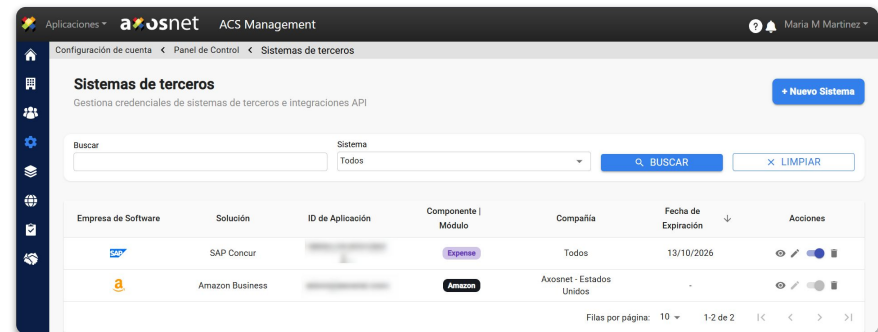 Aplicaciones axosnet ACS Management ? Maria M Martinez
Configuración de cuenta Panel de Control Sistemas de terceros
Sistemas de terceros
Gestiona credenciales de sistemas de terceros e integraciones API
+ Nuevo Sistema
Buscar Sistema
Todos BUSCAR × LIMPIAR
Empresa de Software Solución ID de Aplicación Componente | Módulo Compañía Fecha de Expiración Acciones
SAP SAP Concur Expense Todos 13/10/2026
a Amazon Business Amazon Axosnet - Estados Unidos -
Filas por página: 10 1-2 de 2